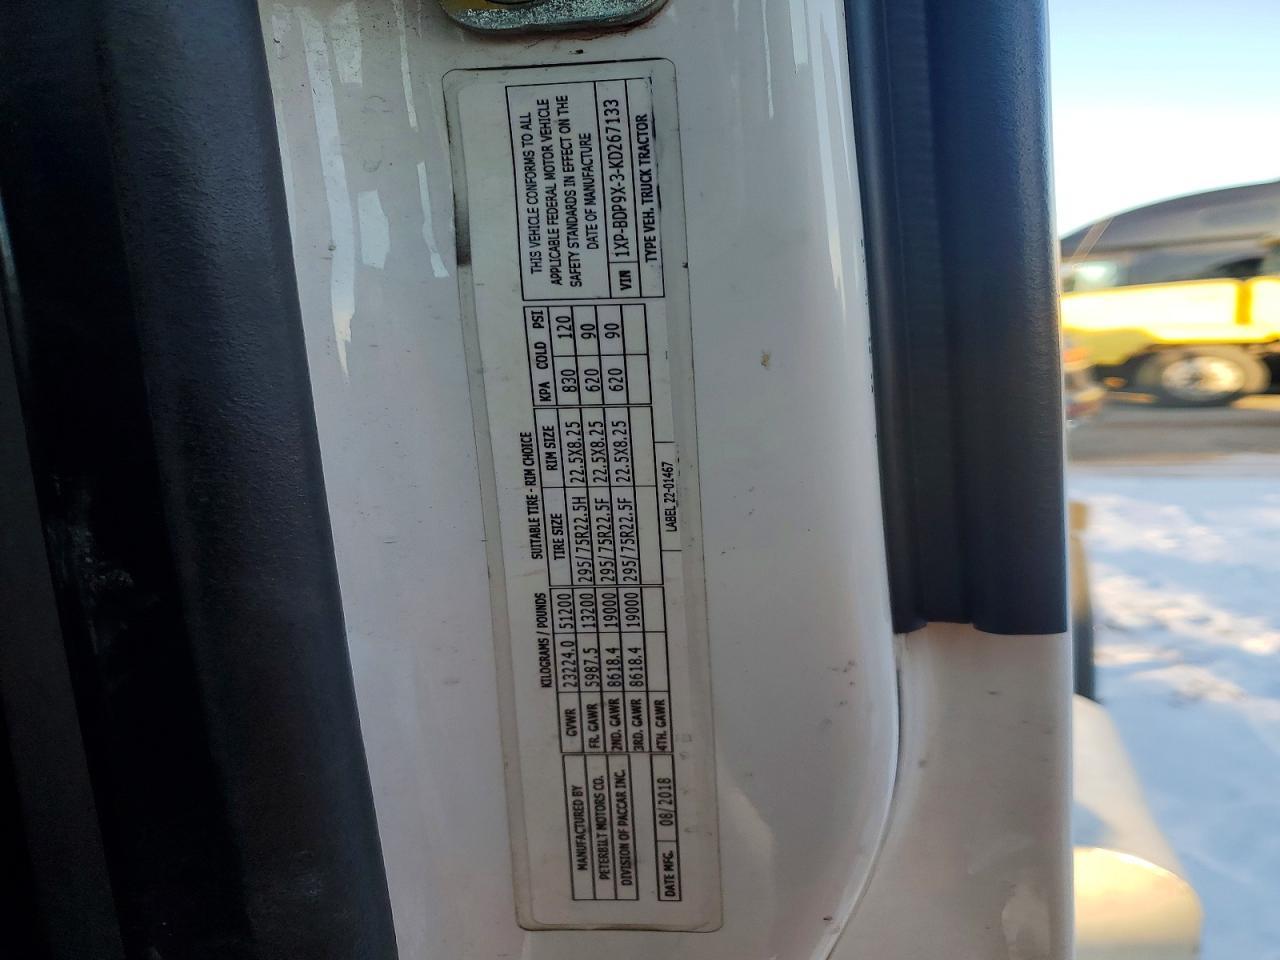 MANUFACTURED BY
PETERBILT MOTORS CO.
DIVISION OF PACCAR INC.
DATE MFG. 08/2018
KILOGRAMS / POUNDS
GVWR 23224.0 51200
FR. GAWR 5987.5 13200
2ND. GAWR 8618.4 19000
3RD. GAWR 8618.4 19000
4TH. GAWR
SUITABLE TIRE - RIM CHOICE
TIRE SIZE RIM SIZE KPA COLD PSI
295/75R22.5H 22.5X8.25 830 120
295/75R22.5F 22.5X8.25 620 90
295/75R22.5F 22.5X8.25 620 90
LABEL_22-01467
THIS VEHICLE CONFORMS TO ALL
APPLICABLE FEDERAL MOTOR VEHICLE
SAFETY STANDARDS IN EFFECT ON THE
DATE OF MANUFACTURE
VIN 1XP-BDP9X-3-KD267133
TYPE VEH. TRUCK TRACTOR